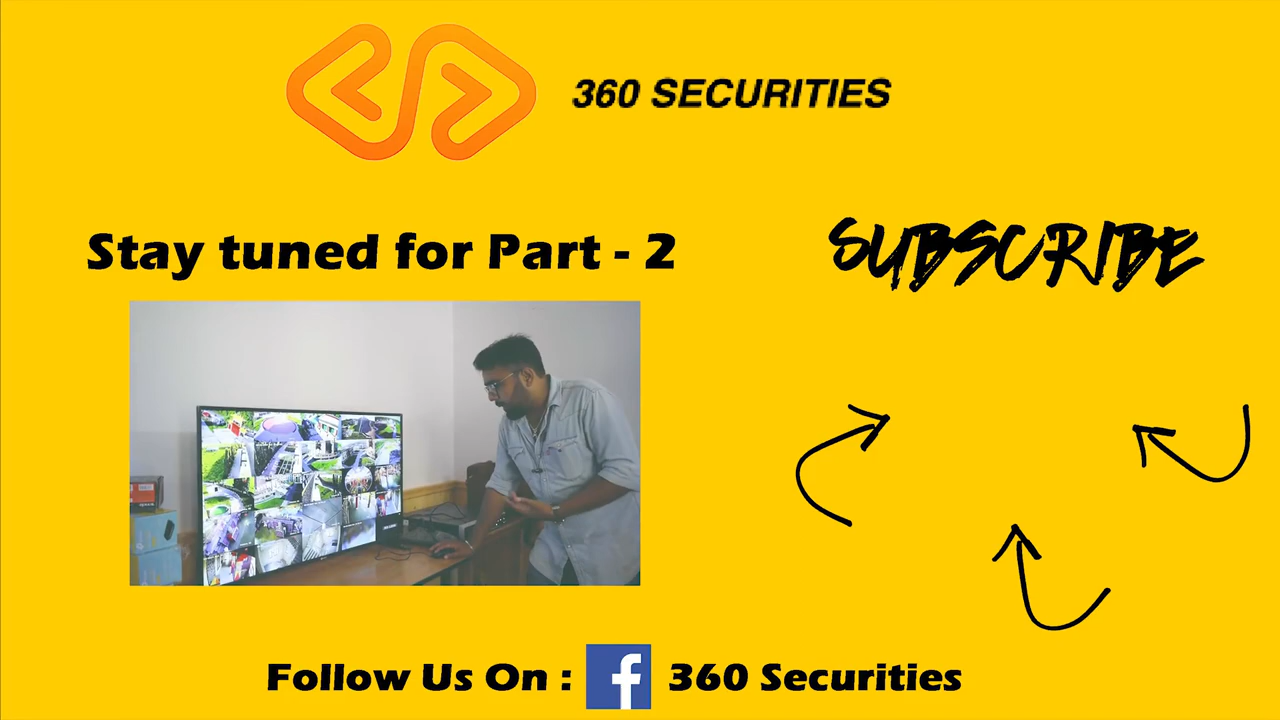 360 SECURITIES
Stay tuned for Part - 2
SUBSCRIBE
Follow Us On : f 360 Securities